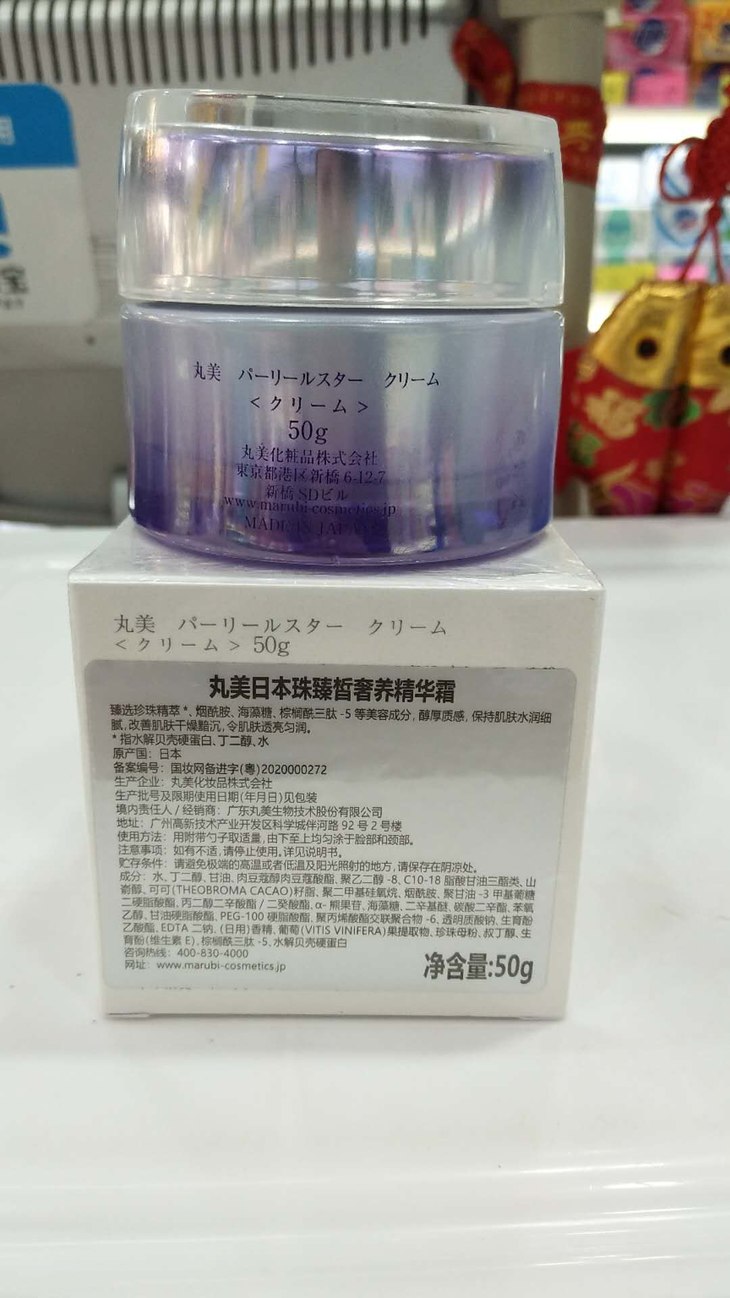 丸美 パーリールスター クリーム
<クリーム>
50g
丸美化粧品株式会社
東京都港区新橋 6-12-7
新橋 SDビル
www.marubi-cosmetics.jp
MADE IN JAPAN
丸美 パーリールスター クリーム
<クリーム> 50g
丸美日本珠臻皙奢养精华霜
臻选珍珠精萃*、烟酰胺、海藻糖、棕榈酰三肽-5等美容成分，醇厚质感，保持肌肤水润细
腻，改善肌肤干燥黯沉，令肌肤透亮匀润。
*指水解贝壳硬蛋白、丁二醇、水
原产国：日本
备案编号：国妆网备进字(粤)2020000272
生产企业：丸美化妆品株式会社
生产批号及限期使用日期(年月日)见包装
境内责任人/经销商：广东丸美生物技术股份有限公司
地址：广州高新技术产业开发区科学城伴河路92号2号楼
使用方法：用附带勺子取适量，由下至上均匀涂于脸部和颈部。
注意事项：如有不适，请停止使用。详见说明书。
贮存条件：请避免极端的高温或者低温及阳光照射的地方，请保存在阴凉处。
成分：水、丁二醇、甘油、肉豆蔻醇肉豆蔻酸酯、聚乙二醇-8、C10-18脂酸甘油三酯类、山
嵛醇、可可(THEOBROMA CACAO)籽脂、聚二甲基硅氧烷、烟酰胺、聚甘油-3甲基葡糖
二硬脂酸酯、丙二醇二辛酸酯/二癸酸酯、α-熊果苷、海藻糖、二辛基醚、碳酸二辛酯、苯氧
乙醇、甘油硬脂酸酯、PEG-100硬脂酸酯、聚丙烯酸酯交联聚合物-6、透明质酸钠、生育酚
乙酸酯、EDTA二钠、(日用)香精、葡萄(VITIS VINIFERA)果提取物、珍珠母粉、叔丁醇、生
育酚(维生素E)、棕榈酰三肽-5、水解贝壳硬蛋白
咨询热线：400-830-4000
网址：www.marubi-cosmetics.jp
净含量:50g